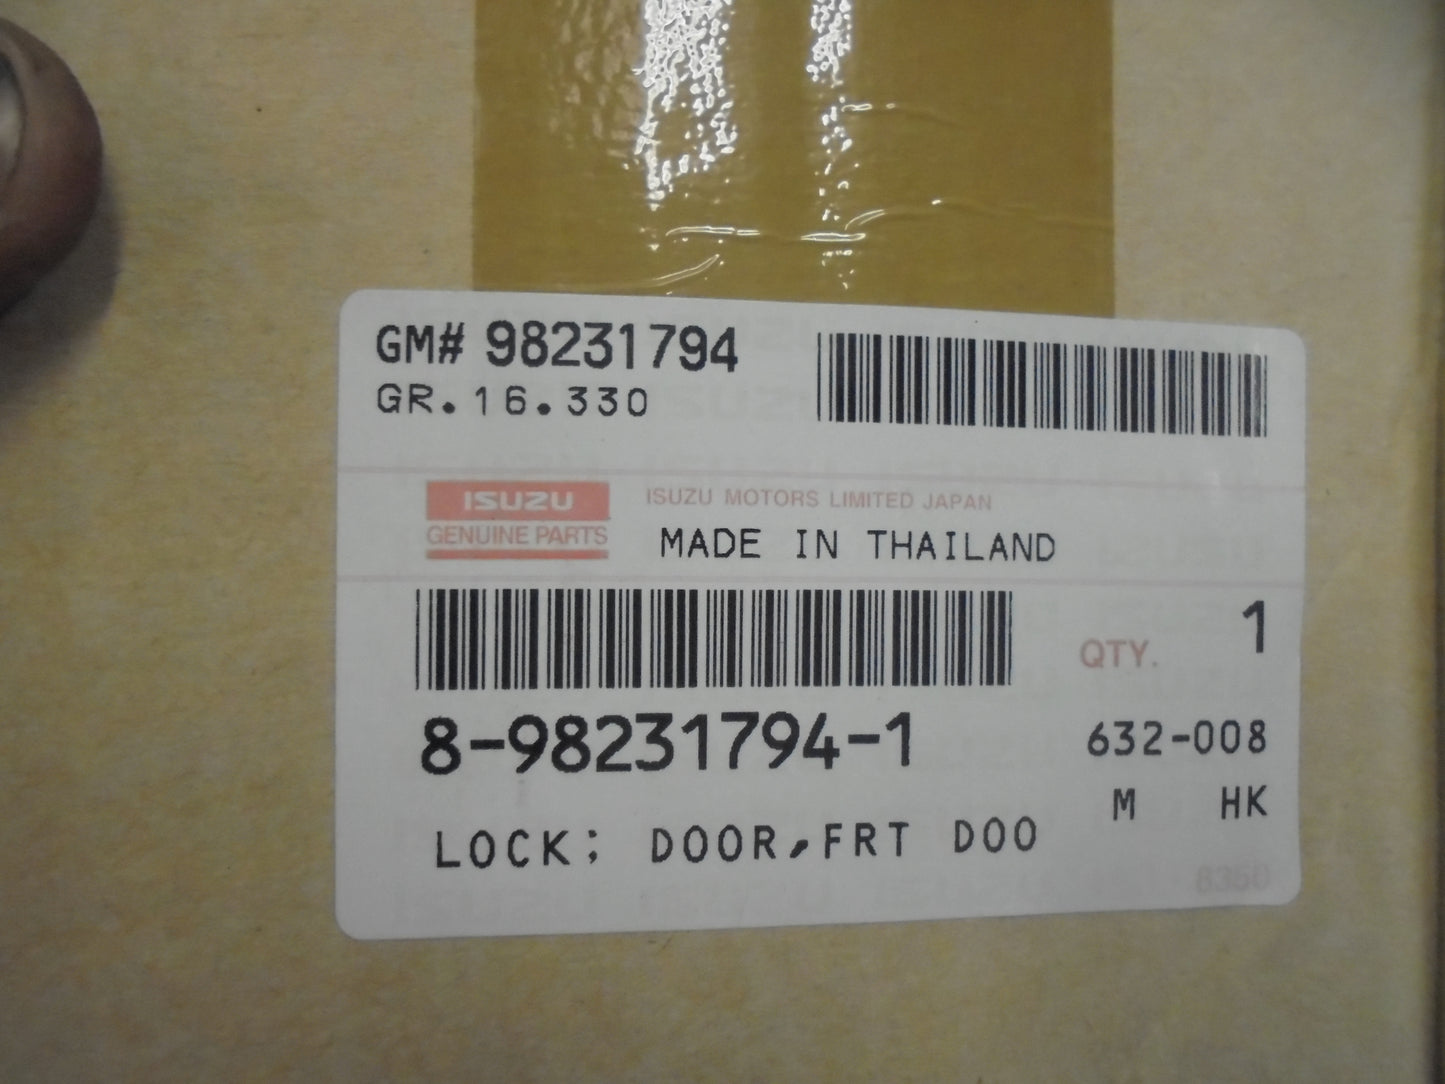 GM# 98231794
GR.16.330
ISUZU
GENUINE PARTS
ISUZU MOTORS LIMITED JAPAN
MADE IN THAILAND
QTY. 1
8-98231794-1
632-008
M HK
LOCK; DOOR,FRT DOO
8350